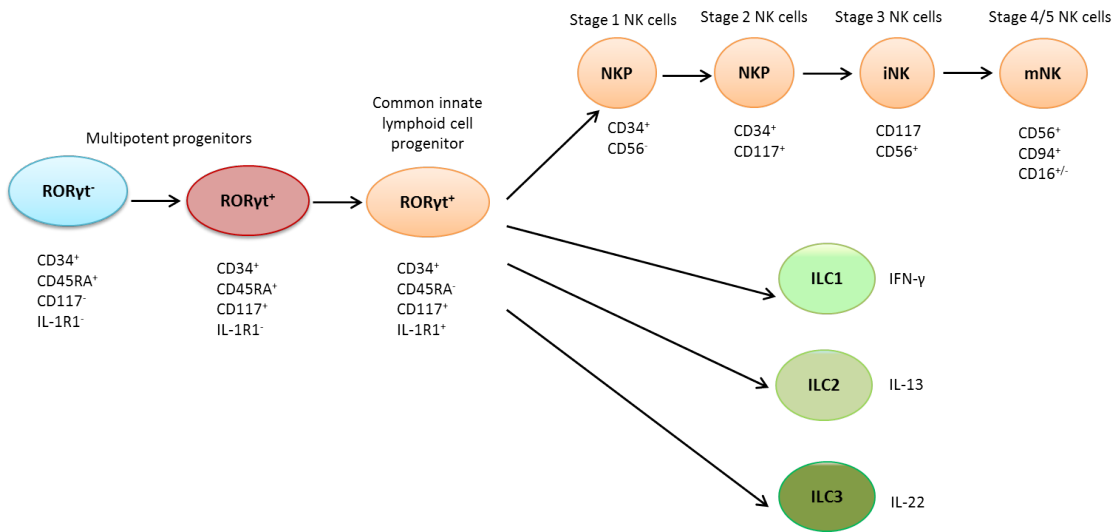 Stage 1 NK cells
Stage 2 NK cells
Stage 3 NK cells
Stage 4/5 NK cells
NKP
NKP
iNK
mNK
CD34⁺
CD56⁻
CD34⁺
CD117⁺
CD117
CD56⁺
CD56⁺
CD94⁺
CD16⁺/⁻
Multipotent progenitors
Common innate
lymphoid cell
progenitor
RORγt⁻
RORγt⁺
RORγt⁺
CD34⁺
CD45RA⁺
CD117⁻
IL-1R1⁻
CD34⁺
CD45RA⁺
CD117⁺
IL-1R1⁻
CD34⁺
CD45RA⁻
CD117⁺
IL-1R1⁺
ILC1
IFN-γ
ILC2
IL-13
ILC3
IL-22